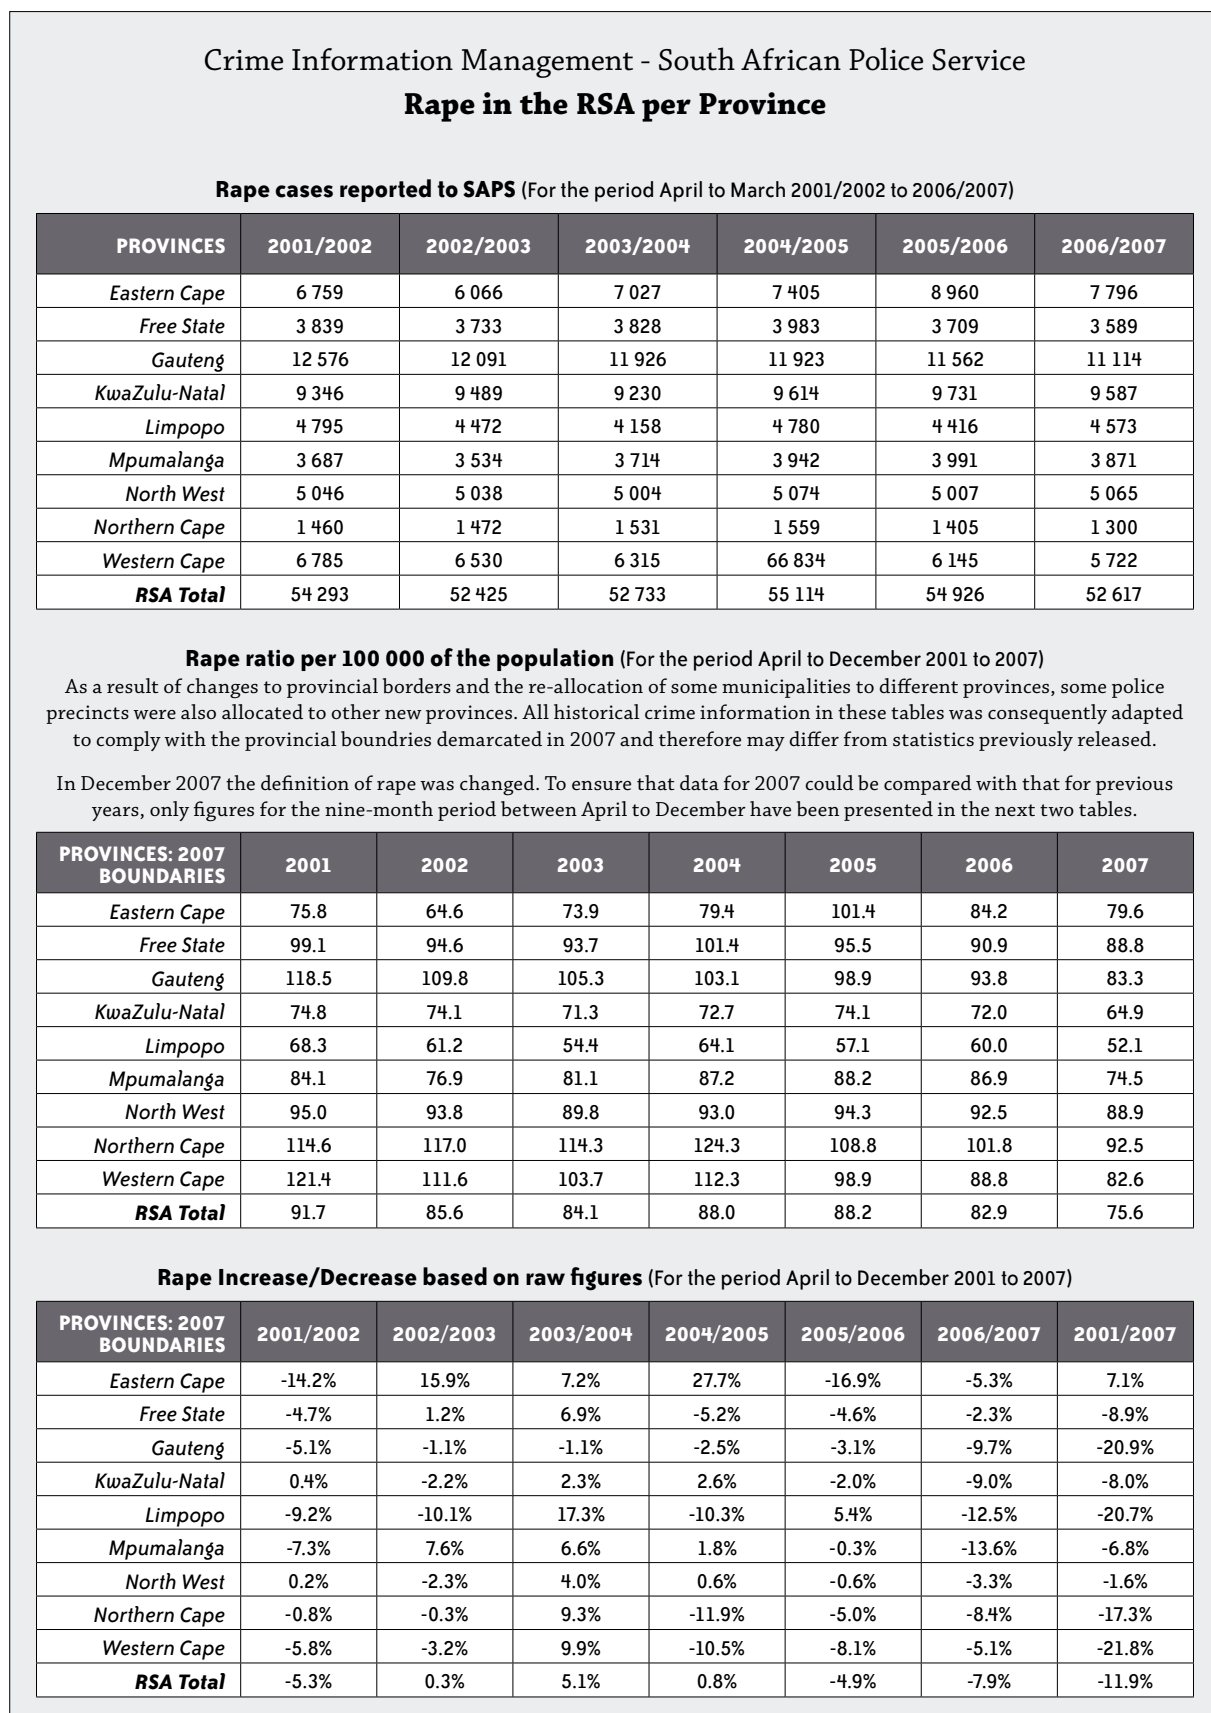 Crime Information Management - South African Police Service
Rape in the RSA per Province
Rape cases reported to SAPS (For the period April to March 2001/2002 to 2006/2007)
PROVINCES 2001/2002 2002/2003 2003/2004 2004/2005 2005/2006 2006/2007
Eastern Cape 6 759 6 066 7 027 7 405 8 960 7 796
Free State 3 839 3 733 3 828 3 983 3 709 3 589
Gauteng 12 576 12 091 11 926 11 923 11 562 11 114
KwaZulu-Natal 9 346 9 489 9 230 9 614 9 731 9 587
Limpopo 4 795 4 472 4 158 4 780 4 416 4 573
Mpumalanga 3 687 3 534 3 714 3 942 3 991 3 871
North West 5 046 5 038 5 004 5 074 5 007 5 065
Northern Cape 1 460 1 472 1 531 1 559 1 405 1 300
Western Cape 6 785 6 530 6 315 66 834 6 145 5 722
RSA Total 54 293 52 425 52 733 55 114 54 926 52 617
Rape ratio per 100 000 of the population (For the period April to December 2001 to 2007)
As a result of changes to provincial borders and the re-allocation of some municipalities to different provinces, some police
precincts were also allocated to other new provinces. All historical crime information in these tables was consequently adapted
to comply with the provincial boundries demarcated in 2007 and therefore may differ from statistics previously released.
In December 2007 the definition of rape was changed. To ensure that data for 2007 could be compared with that for previous
years, only figures for the nine-month period between April to December have been presented in the next two tables.
PROVINCES: 2007
BOUNDARIES 2001 2002 2003 2004 2005 2006 2007
Eastern Cape 75.8 64.6 73.9 79.4 101.4 84.2 79.6
Free State 99.1 94.6 93.7 101.4 95.5 90.9 88.8
Gauteng 118.5 109.8 105.3 103.1 98.9 93.8 83.3
KwaZulu-Natal 74.8 74.1 71.3 72.7 74.1 72.0 64.9
Limpopo 68.3 61.2 54.4 64.1 57.1 60.0 52.1
Mpumalanga 84.1 76.9 81.1 87.2 88.2 86.9 74.5
North West 95.0 93.8 89.8 93.0 94.3 92.5 88.9
Northern Cape 114.6 117.0 114.3 124.3 108.8 101.8 92.5
Western Cape 121.4 111.6 103.7 112.3 98.9 88.8 82.6
RSA Total 91.7 85.6 84.1 88.0 88.2 82.9 75.6
Rape Increase/Decrease based on raw figures (For the period April to December 2001 to 2007)
PROVINCES: 2007
BOUNDARIES 2001/2002 2002/2003 2003/2004 2004/2005 2005/2006 2006/2007 2001/2007
Eastern Cape -14.2% 15.9% 7.2% 27.7% -16.9% -5.3% 7.1%
Free State -4.7% 1.2% 6.9% -5.2% -4.6% -2.3% -8.9%
Gauteng -5.1% -1.1% -1.1% -2.5% -3.1% -9.7% -20.9%
KwaZulu-Natal 0.4% -2.2% 2.3% 2.6% -2.0% -9.0% -8.0%
Limpopo -9.2% -10.1% 17.3% -10.3% 5.4% -12.5% -20.7%
Mpumalanga -7.3% 7.6% 6.6% 1.8% -0.3% -13.6% -6.8%
North West 0.2% -2.3% 4.0% 0.6% -0.6% -3.3% -1.6%
Northern Cape -0.8% -0.3% 9.3% -11.9% -5.0% -8.4% -17.3%
Western Cape -5.8% -3.2% 9.9% -10.5% -8.1% -5.1% -21.8%
RSA Total -5.3% 0.3% 5.1% 0.8% -4.9% -7.9% -11.9%